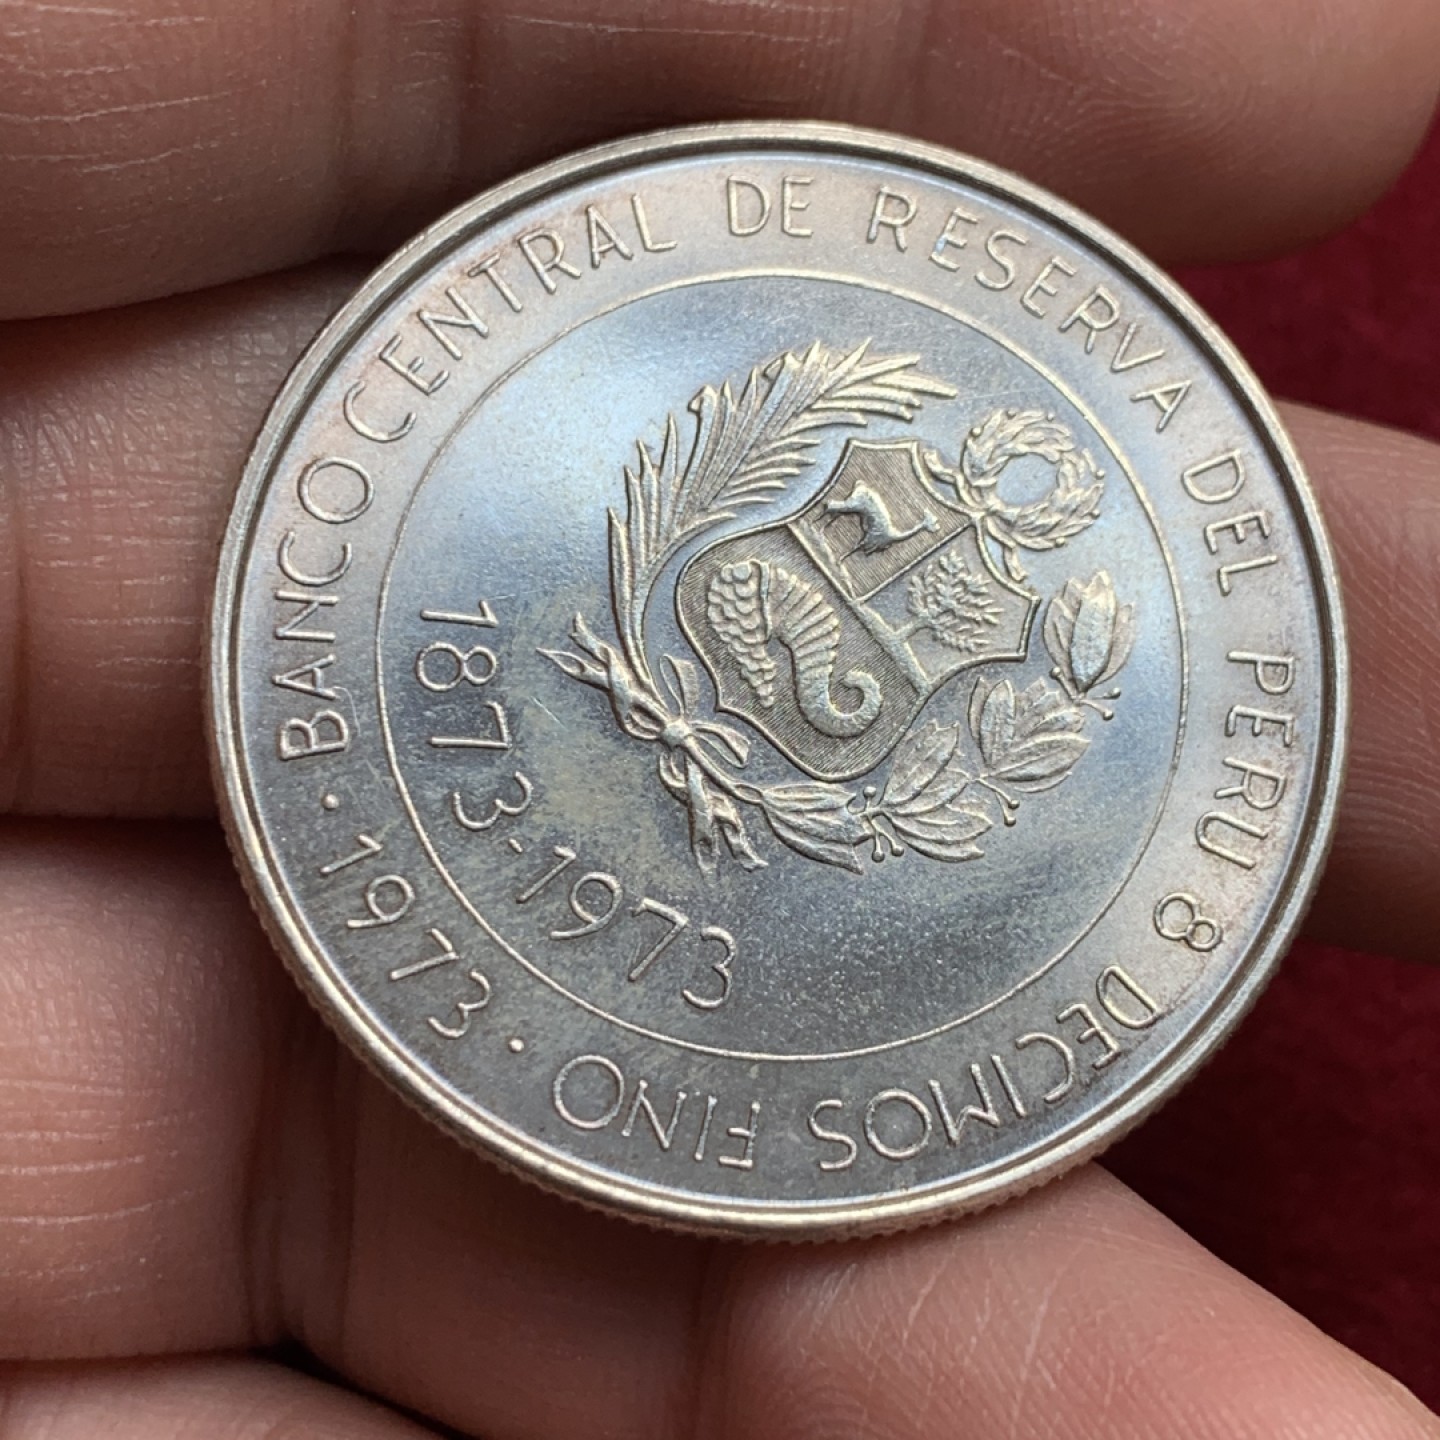 BANCO CENTRAL DE RESERVA DEL PERU 8 DECIMOS FINO · 1973 ·
1873-1973